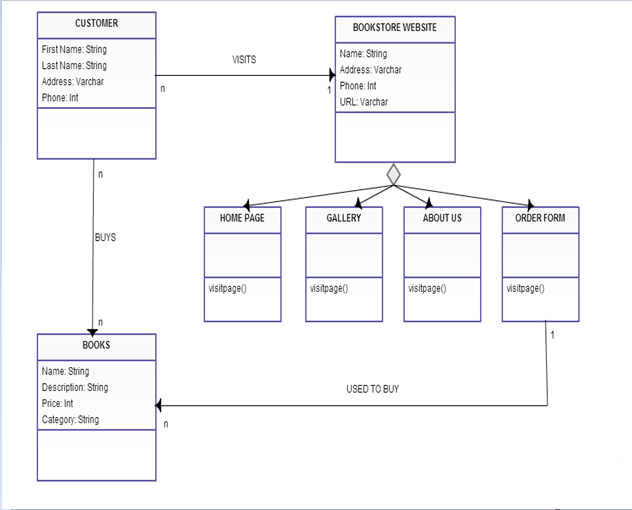 CUSTOMER
First Name: String
Last Name: String
Address: Varchar
Phone: Int
VISITS
n
1
BOOKSTORE WEBSITE
Name: String
Address: Varchar
Phone: Int
URL: Varchar
n
BUYS
n
HOME PAGE
visitpage()
GALLERY
visitpage()
ABOUT US
visitpage()
ORDER FORM
visitpage()
1
USED TO BUY
n
BOOKS
Name: String
Description: String
Price: Int
Category: String